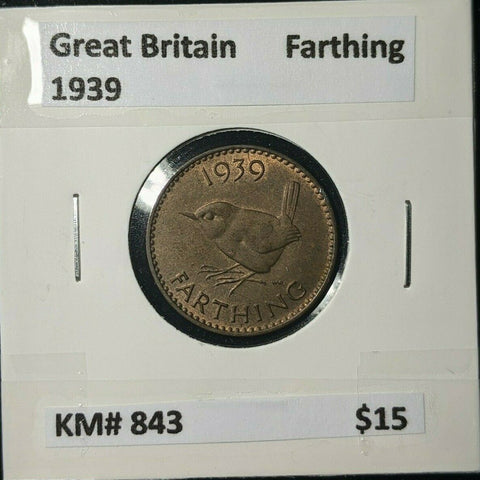 Great Britain Farthing
1939
1939
FARTHING
KM# 843 $15